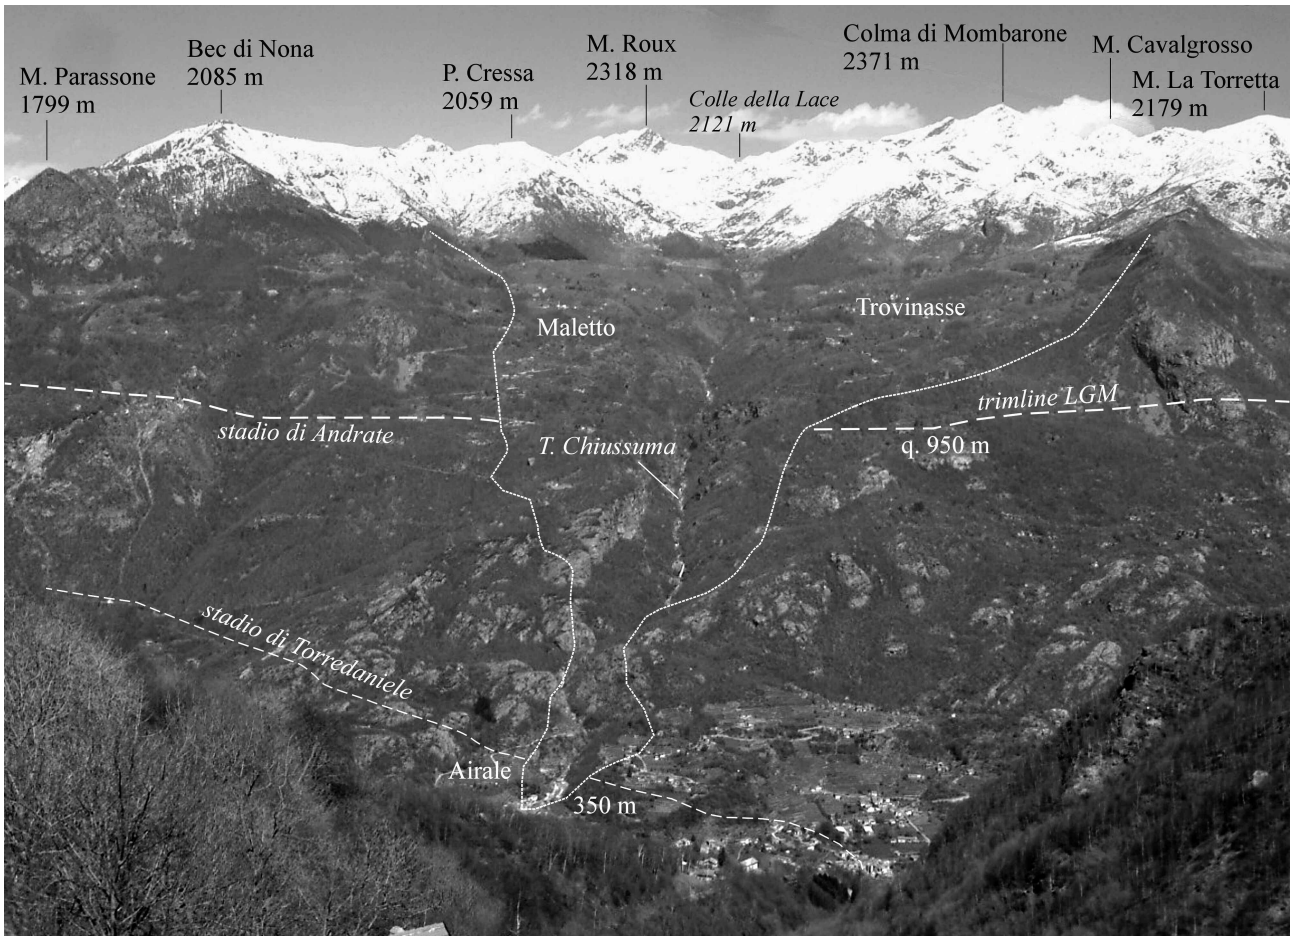 M. Parassone
1799 m
Bec di Nona
2085 m
P. Cressa
2059 m
M. Roux
2318 m
Colle della Lace
2121 m
Colma di Mombarone
2371 m
M. Cavalgrosso
M. La Torretta
2179 m
Maletto
Trovinasse
trimline LGM
q. 950 m
stadio di Andrate
T. Chiussuma
stadio di Torredaniele
Airale
350 m